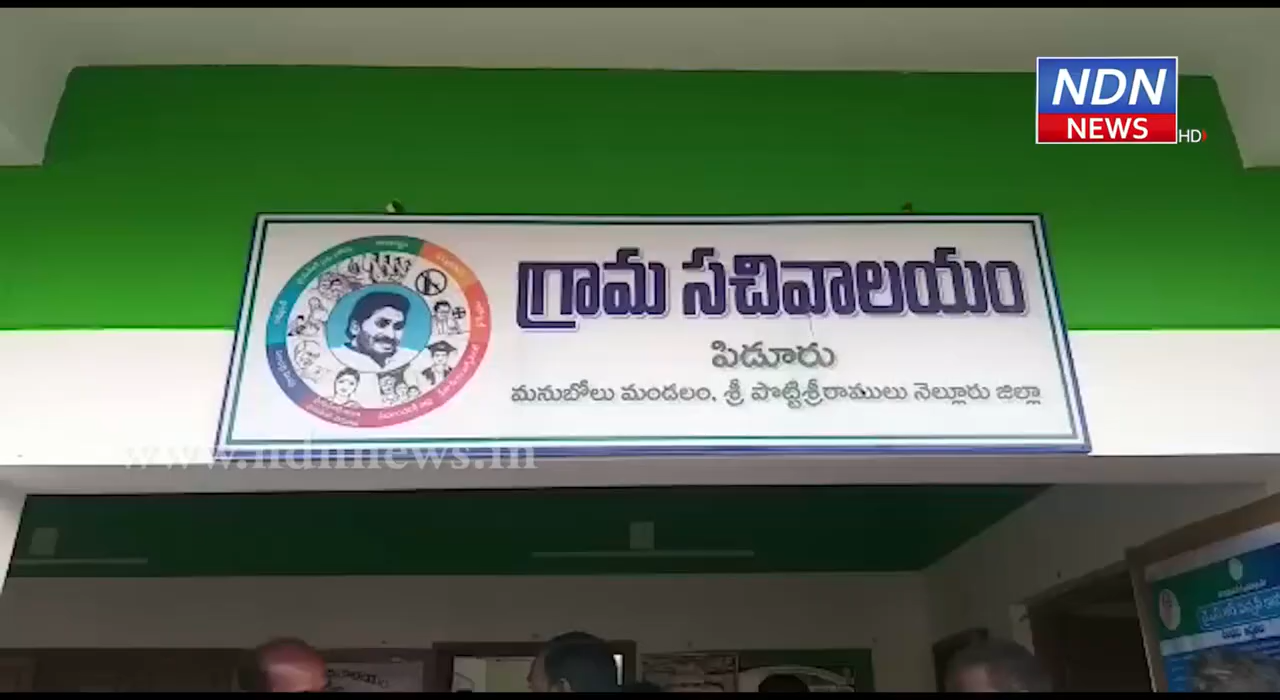 NDN
NEWS
HD
గ్రామ సచివాలయం
పిడూరు
మనుబోలు మండలం, శ్రీ పొట్టిశ్రీరాములు నెల్లూరు జిల్లా
www.ndnnews.in